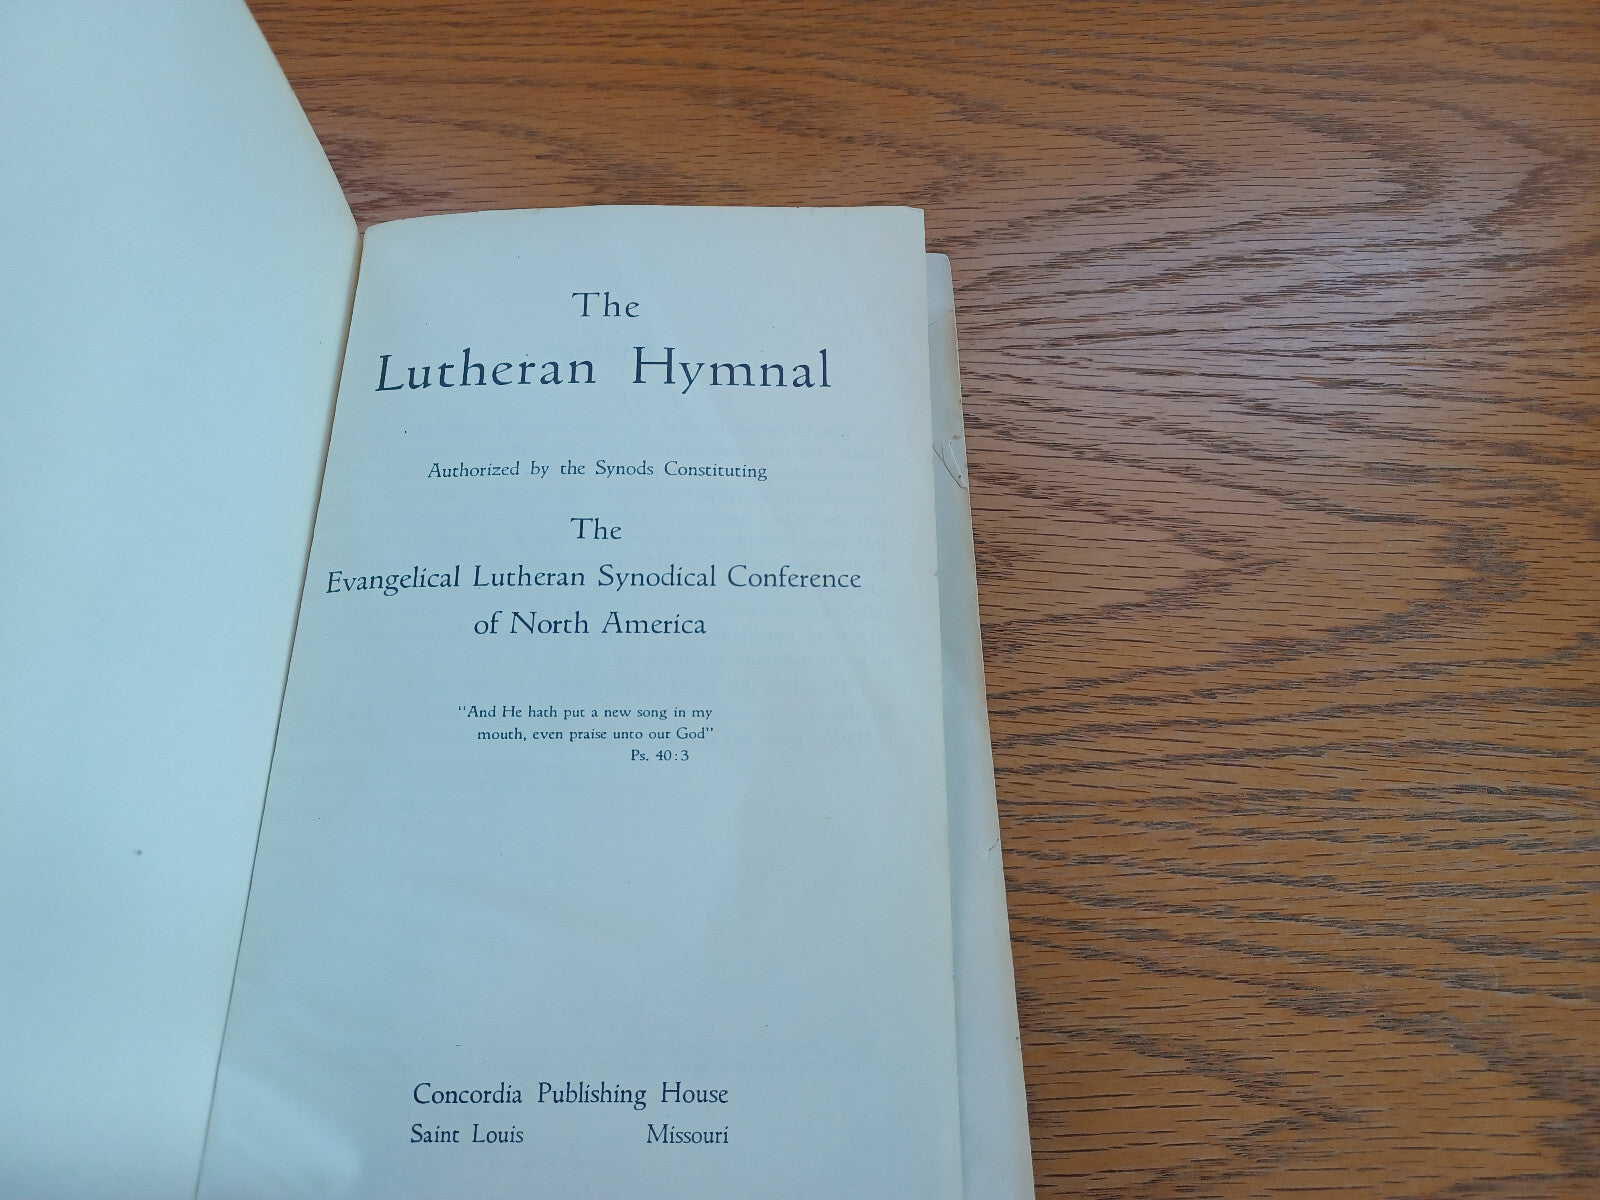 The
Lutheran Hymnal
Authorized by the Synods Constituting
The
Evangelical Lutheran Synodical Conference
of North America
“And He hath put a new song in my
mouth, even praise unto our God”
Ps. 40:3
Concordia Publishing House
Saint Louis Missouri